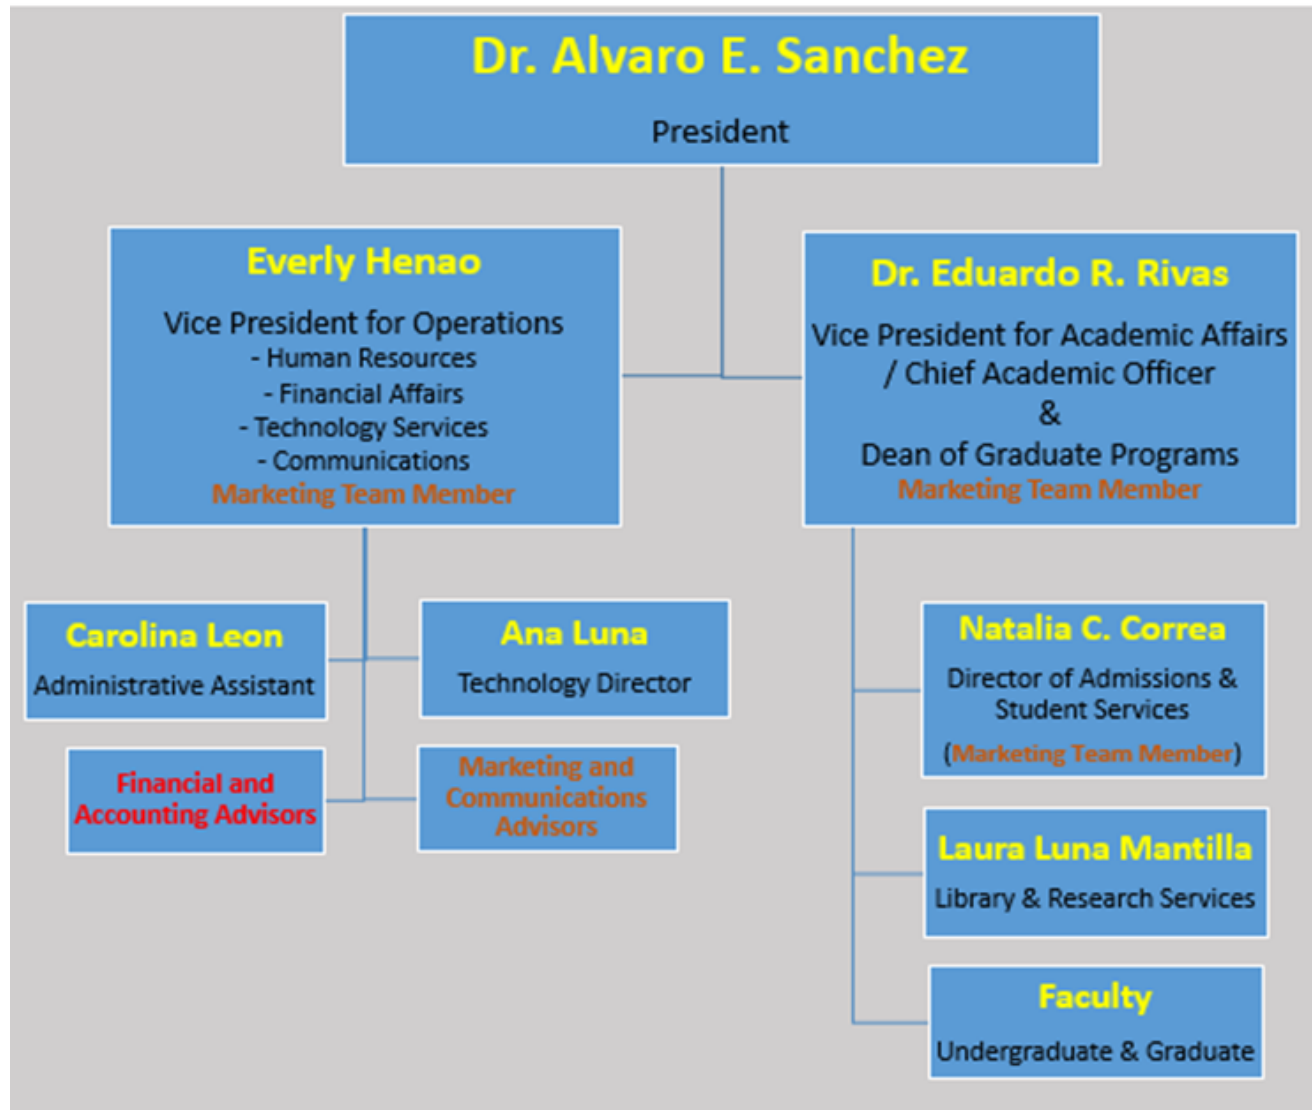 Dr. Alvaro E. Sanchez
President
Everly Henao
Vice President for Operations
- Human Resources
- Financial Affairs
- Technology Services
- Communications
Marketing Team Member
Dr. Eduardo R. Rivas
Vice President for Academic Affairs
/ Chief Academic Officer
&
Dean of Graduate Programs
Marketing Team Member
Carolina Leon
Administrative Assistant
Ana Luna
Technology Director
Financial and
Accounting Advisors
Marketing and
Communications
Advisors
Natalia C. Correa
Director of Admissions &
Student Services
(Marketing Team Member)
Laura Luna Mantilla
Library & Research Services
Faculty
Undergraduate & Graduate